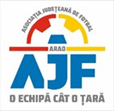 ASOCIAȚIA JUDEȚEANĂ DE FOTBAL
ARAD
AJF
O ECHIPĂ CÂT O ȚARĂ